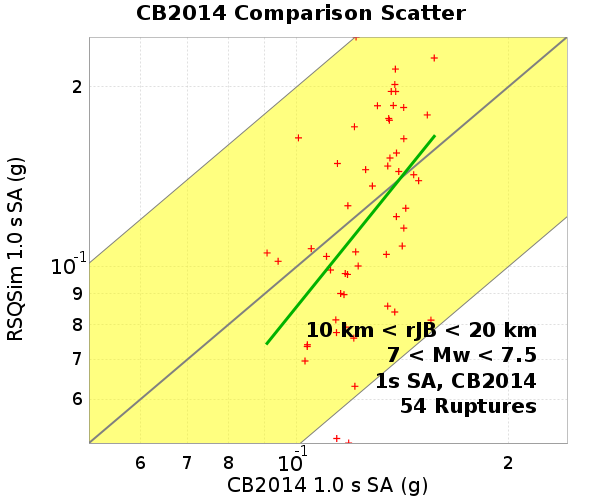 CB2014 Comparison Scatter
RSQSim 1.0 s SA (g)
2
10^-1
9
8
7
6
10 km < rJB < 20 km
7 < Mw < 7.5
1s SA, CB2014
54 Ruptures
6 7 8 10^-1 2
CB2014 1.0 s SA (g)